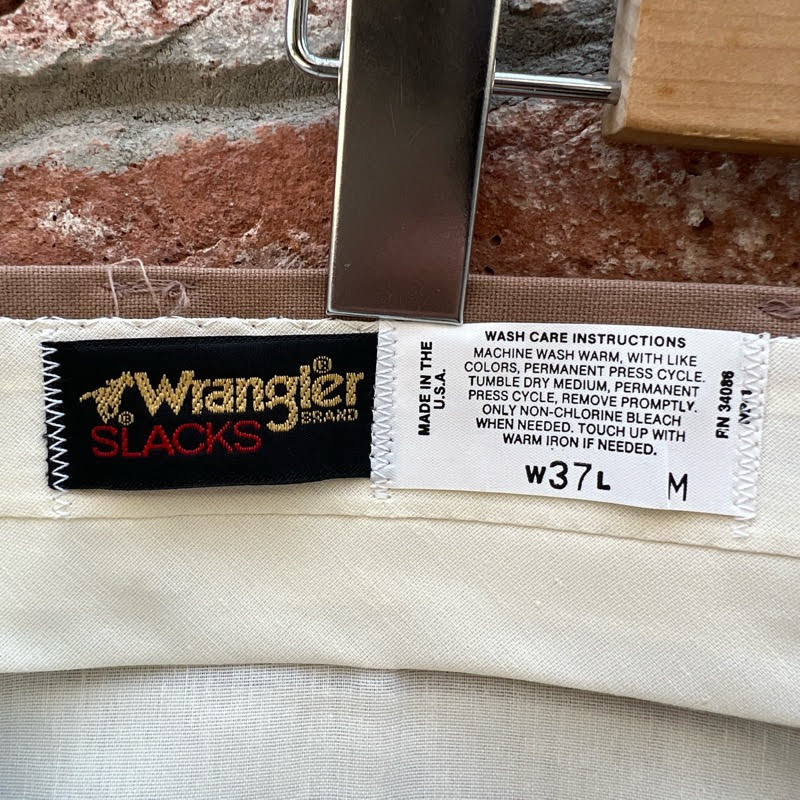 Wrangler®
BRAND
®
SLACKS
MADE IN THE
U.S.A.
WASH CARE INSTRUCTIONS
MACHINE WASH WARM, WITH LIKE
COLORS, PERMANENT PRESS CYCLE.
TUMBLE DRY MEDIUM, PERMANENT
PRESS CYCLE, REMOVE PROMPTLY.
ONLY NON-CHLORINE BLEACH
WHEN NEEDED. TOUCH UP WITH
WARM IRON IF NEEDED.
W37L M
RN 34086